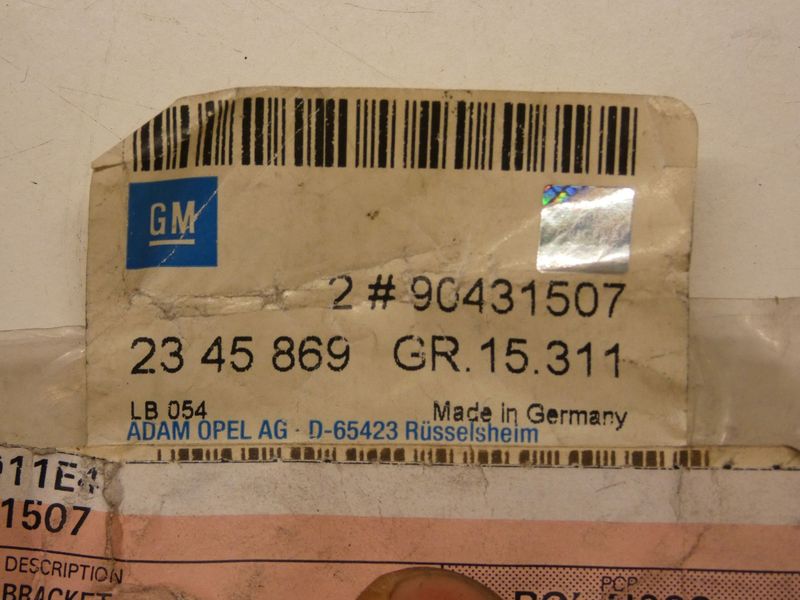 GM
2 # 90431507
23 45 869 GR.15.311
LB 054 Made in Germany
ADAM OPEL AG · D-65423 Rüsselsheim
011E4
1507
DESCRIPTION
BRACKET
PCP